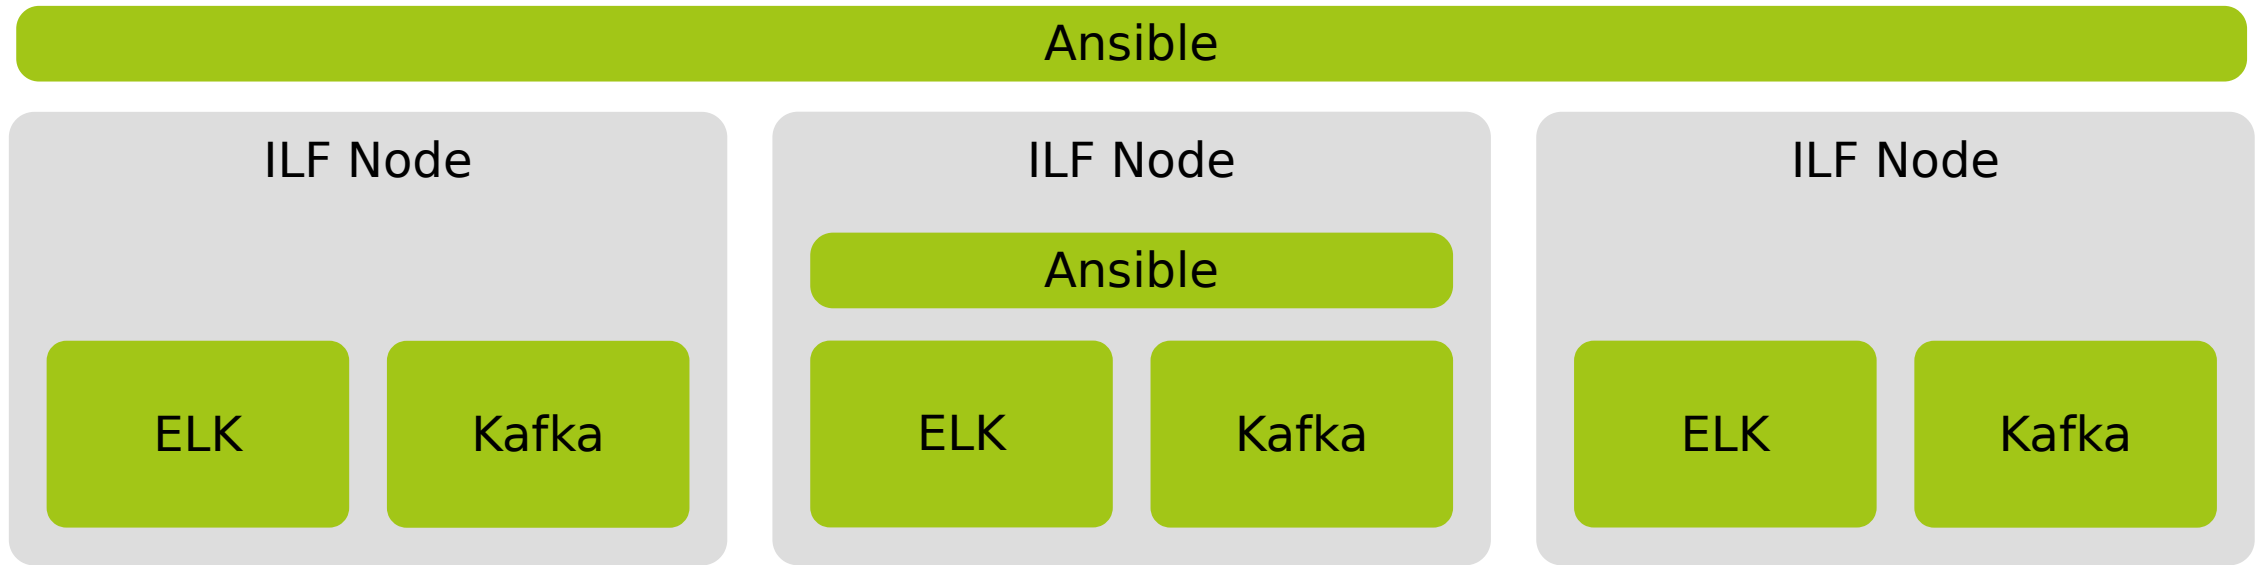 Ansible
ILF Node
ILF Node
ILF Node
Ansible
ELK
Kafka
ELK
Kafka
ELK
Kafka